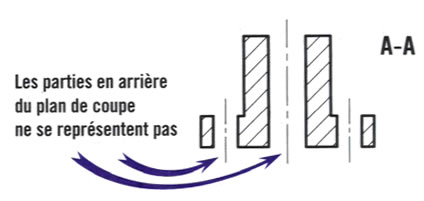 A-A
Les parties en arrière
du plan de coupe
ne se représentent pas